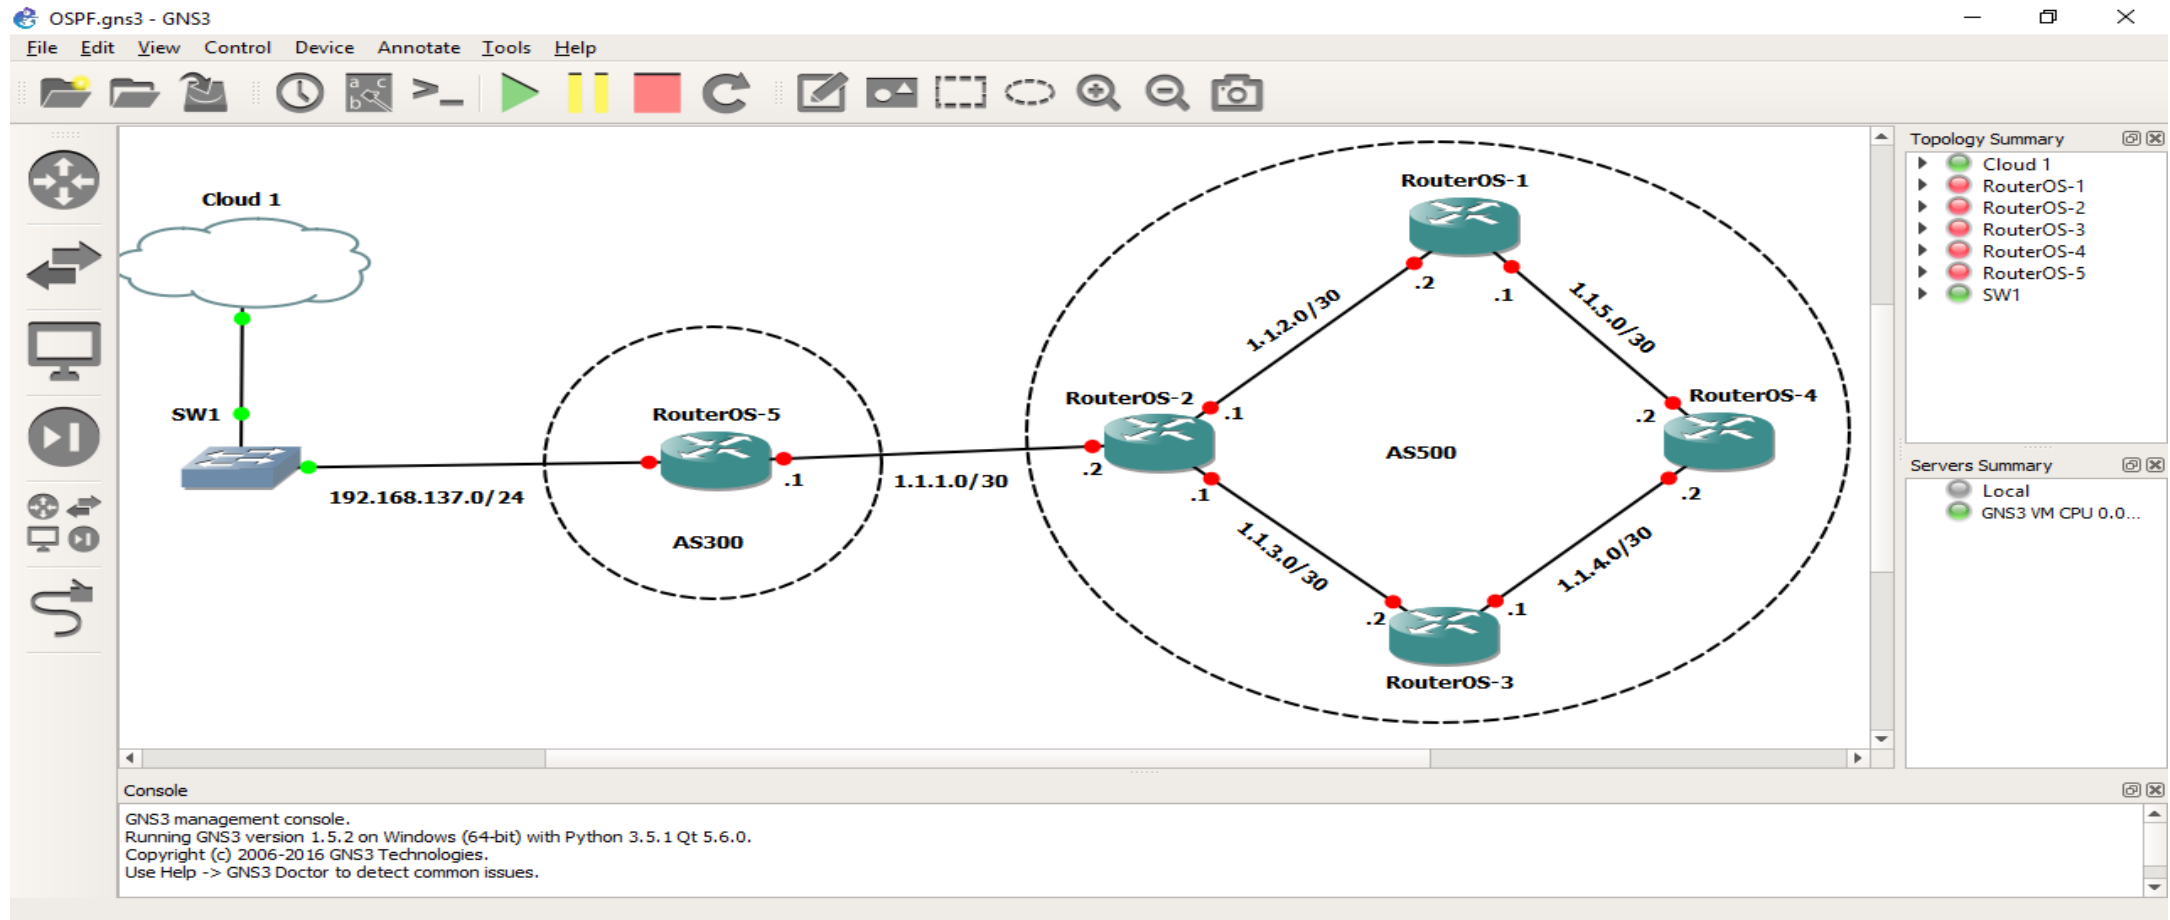 OSPF.gns3 - GNS3
File Edit View Control Device Annotate Tools Help
Cloud 1
SW1
192.168.137.0/24
RouterOS-5
.1
AS300
1.1.1.0/30
RouterOS-1
.2
.1
1.1.2.0/30
1.1.5.0/30
RouterOS-2
.1
.2
.1
AS500
RouterOS-4
.2
.2
1.1.3.0/30
1.1.4.0/30
.2
.1
RouterOS-3
Topology Summary
Cloud 1
RouterOS-1
RouterOS-2
RouterOS-3
RouterOS-4
RouterOS-5
SW1
Servers Summary
Local
GNS3 VM CPU 0.0...
Console
GNS3 management console.
Running GNS3 version 1.5.2 on Windows (64-bit) with Python 3.5.1 Qt 5.6.0.
Copyright (c) 2006-2016 GNS3 Technologies.
Use Help -> GNS3 Doctor to detect common issues.